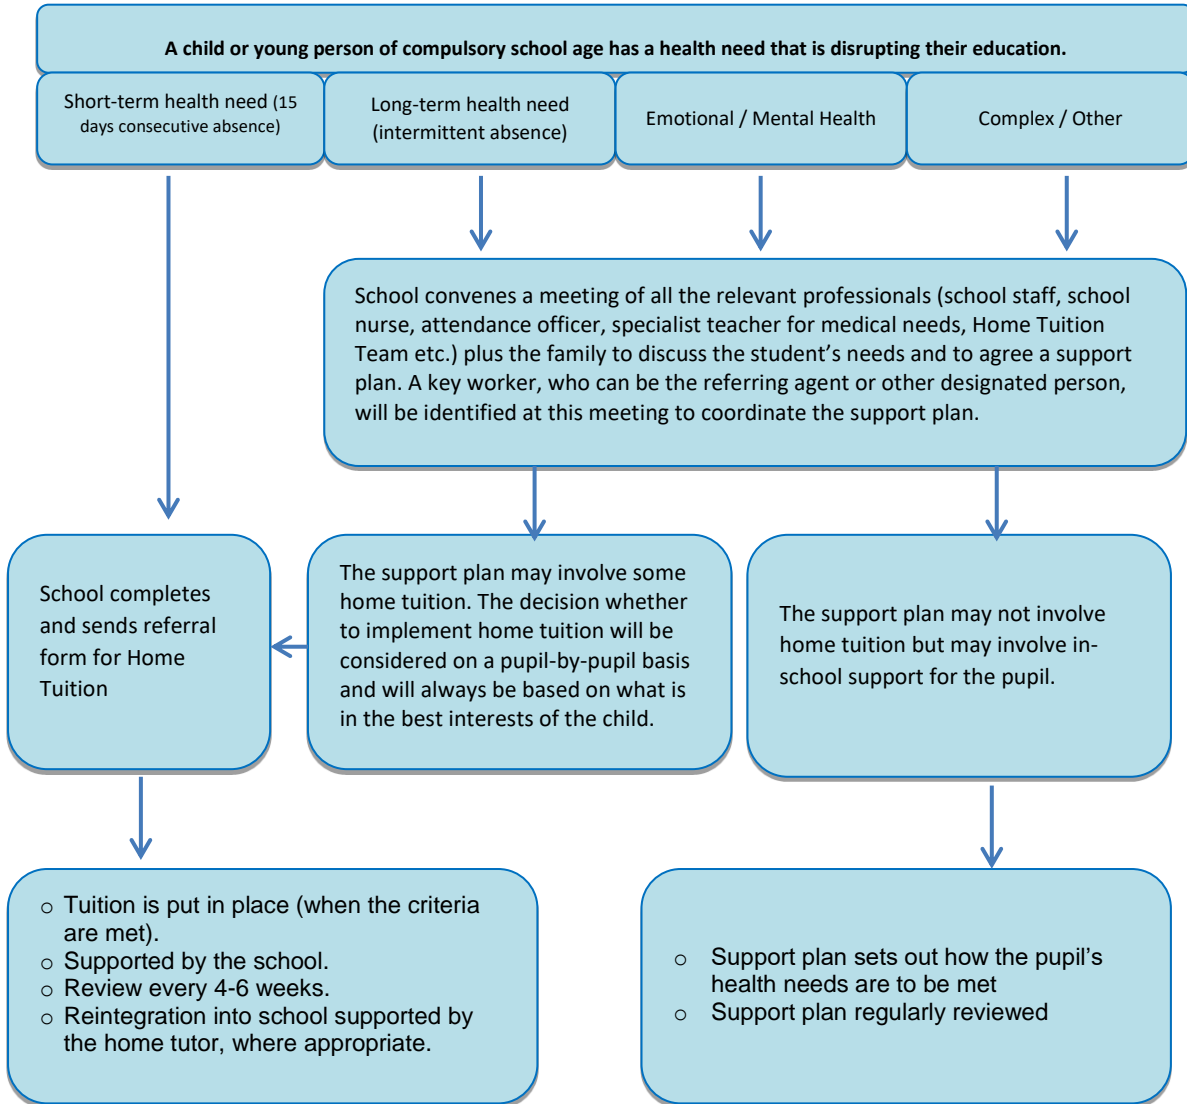 A child or young person of compulsory school age has a health need that is disrupting their education.
Short-term health need (15
days consecutive absence)
Long-term health need
(intermittent absence)
Emotional / Mental Health
Complex / Other
School convenes a meeting of all the relevant professionals (school staff, school
nurse, attendance officer, specialist teacher for medical needs, Home Tuition
Team etc.) plus the family to discuss the student’s needs and to agree a support
plan. A key worker, who can be the referring agent or other designated person,
will be identified at this meeting to coordinate the support plan.
School completes
and sends referral
form for Home
Tuition
The support plan may involve some
home tuition. The decision whether
to implement home tuition will be
considered on a pupil-by-pupil basis
and will always be based on what is
in the best interests of the child.
The support plan may not involve
home tuition but may involve in-
school support for the pupil.
○ Tuition is put in place (when the criteria
are met).
○ Supported by the school.
○ Review every 4-6 weeks.
○ Reintegration into school supported by
the home tutor, where appropriate.
○ Support plan sets out how the pupil’s
health needs are to be met
○ Support plan regularly reviewed